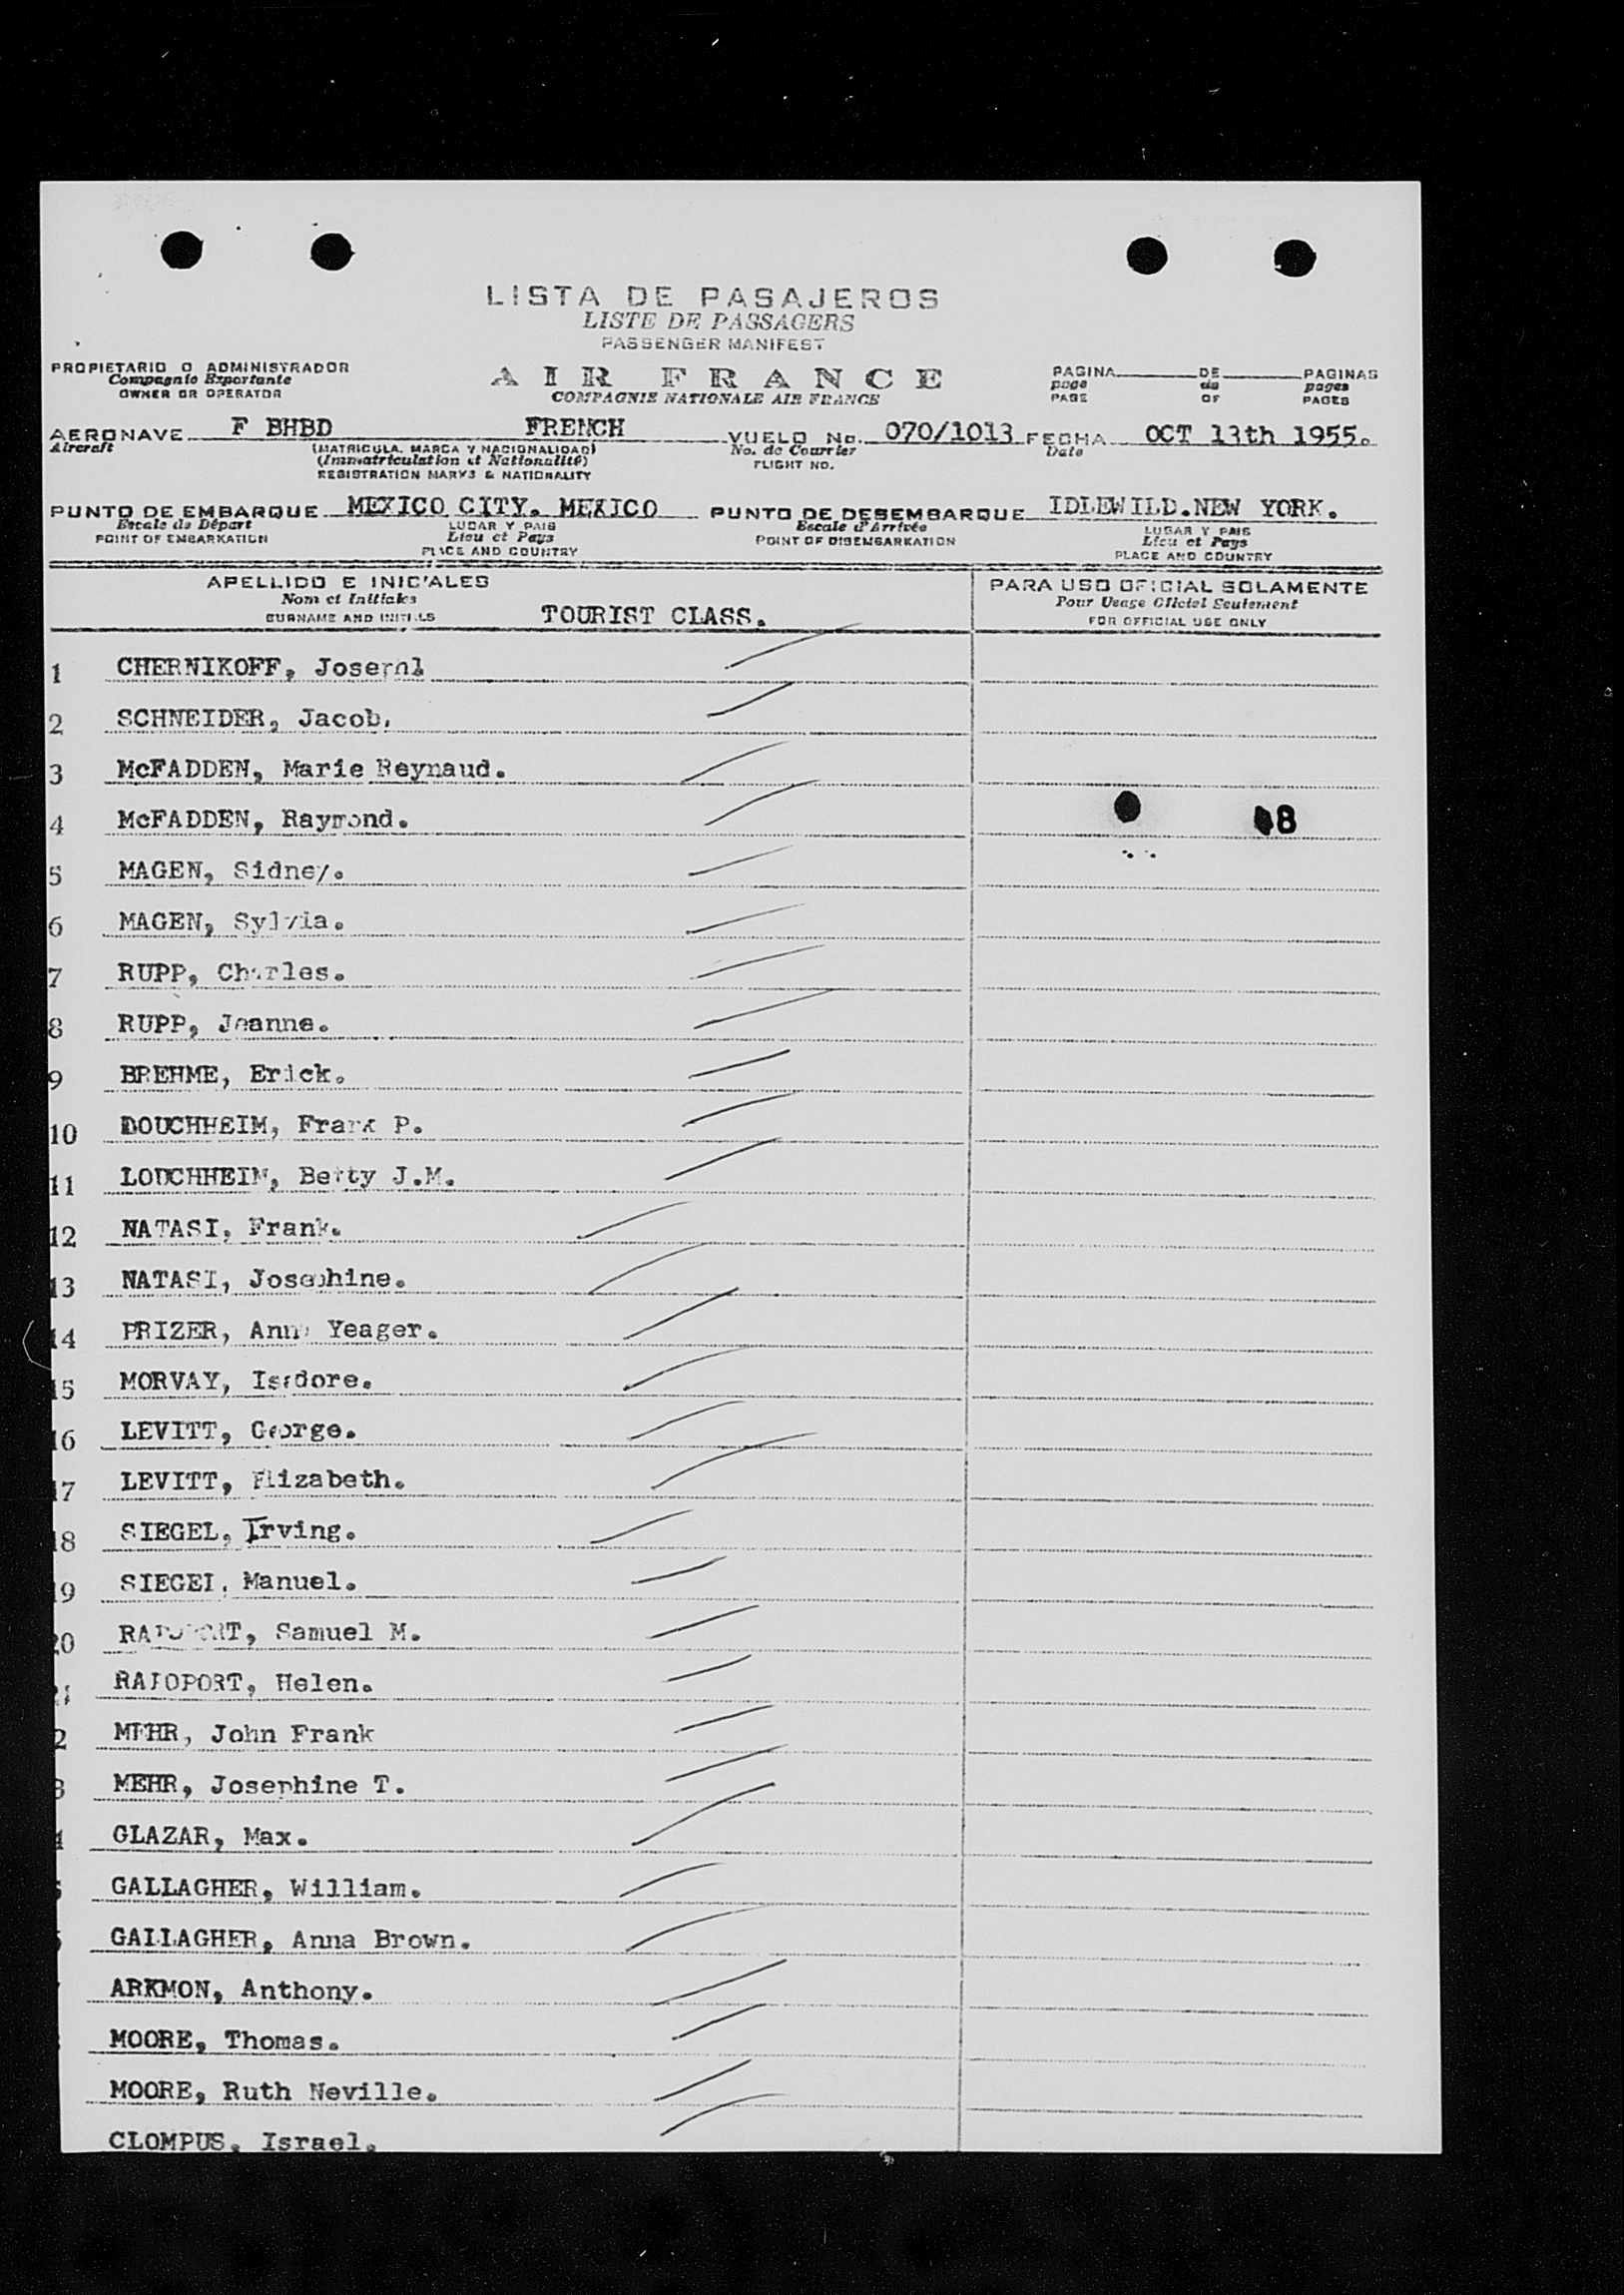 LISTA DE PASAJEROS
LISTE DE PASSAGERS
PASSENGER MANIFEST
PROPIETARIO O ADMINISTRADOR
Compagnie Exportante
OWNER OR OPERATOR
AIR FRANCE
COMPAGNIE NATIONALE AIR FRANCE
PAGINA DE PAGINAS
page de pages
PAGE OF PAGES
AERONAVE F BHBD FRENCH VUELO No. 070/1013 FECHA OCT 13th 1955.
Aircraft (MATRICULA, MARCA Y NACIONALIDAD) No. de Courrier Date
(Immatriculation et Nationalité) FLIGHT NO.
REGISTRATION MARKS & NATIONALITY
PUNTO DE EMBARQUE MEXICO CITY. MEXICO PUNTO DE DESEMBARQUE IDLEWILD.NEW YORK.
Escale de Départ LUGAR Y PAIS Escale d'Arrivée LUGAR Y PAIS
POINT OF EMBARKATION Lieu et Pays POINT OF DISEMBARKATION Lieu et Pays
PLACE AND COUNTRY PLACE AND COUNTRY
APELLIDO E INICIALES PARA USO OFICIAL SOLAMENTE
Nom et Initiales Pour Usage Officiel Seulement
SURNAME AND INITIALS TOURIST CLASS. FOR OFFICIAL USE ONLY
1 CHERNIKOFF,
2 SCHNEIDER, Jacob.
3 McFADDEN, Marie Reynaud.
4 McFADDEN, Raymond. 8
5 MAGEN, Sidney.
6 MAGEN, Sylvia.
7 RUPP, Charles.
8 RUPP, Jeanne.
9 BREHME, Erick.
10 DOUCHHEIM, Frank P.
11 LOUCHHEIM, Betty J.M.
12 NATASI, Frank.
13 NATASI, Josephine.
14 PRIZER, Anne Yeager.
15 MORVAY, Isadore.
16 LEVITT, George.
17 LEVITT, Elizabeth.
18 SIEGEL, Irving.
19 SIEGEL, Manuel.
20 RAPOPORT, Samuel M.
21 RAPOPORT, Helen.
2 MEHR, John Frank
3 MEHR, Josephine T.
4 GLAZAR, Max.
GALLAGHER, William.
GALLAGHER, Anna Brown.
ARKMON, Anthony.
MOORE, Thomas.
MOORE, Ruth Neville.
CLOMPUS, Israel.